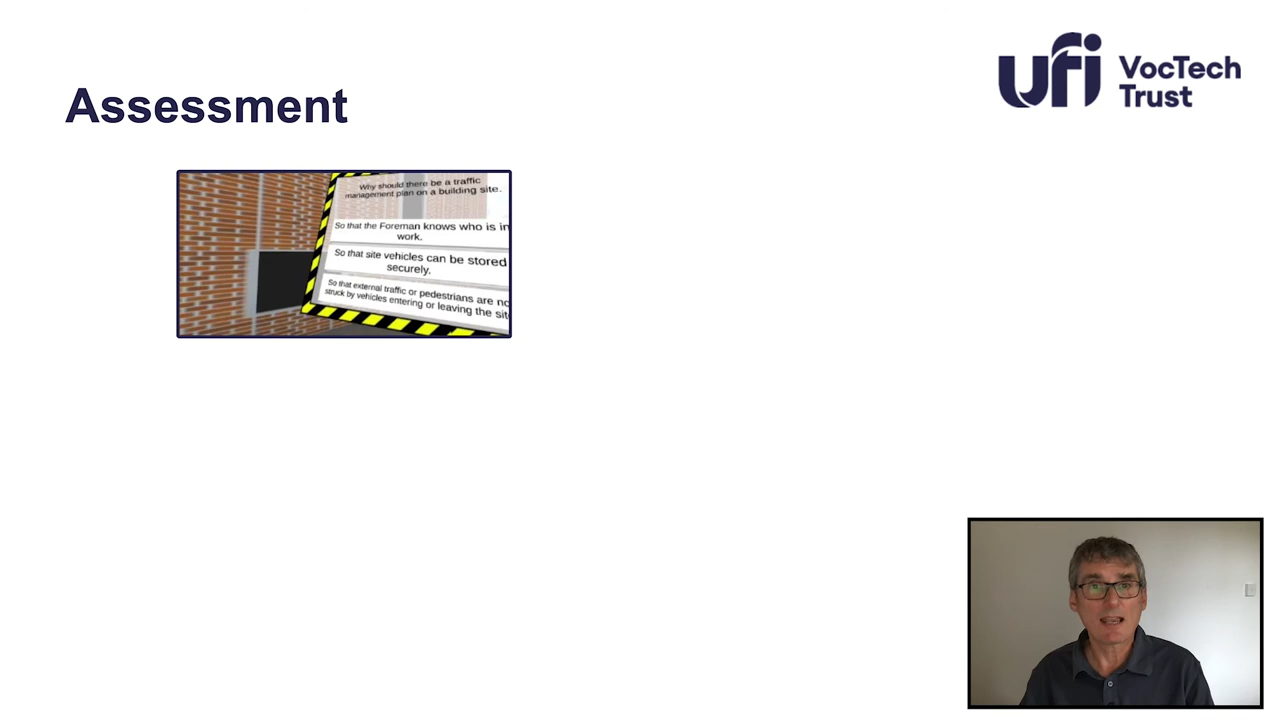 Assessment
ufi VocTech
Trust
Why should there be a traffic
management plan on a building site.
So that the Foreman knows who is in
work.
So that site vehicles can be stored
securely.
So that external traffic or pedestrians are
struck by vehicles entering or leaving the